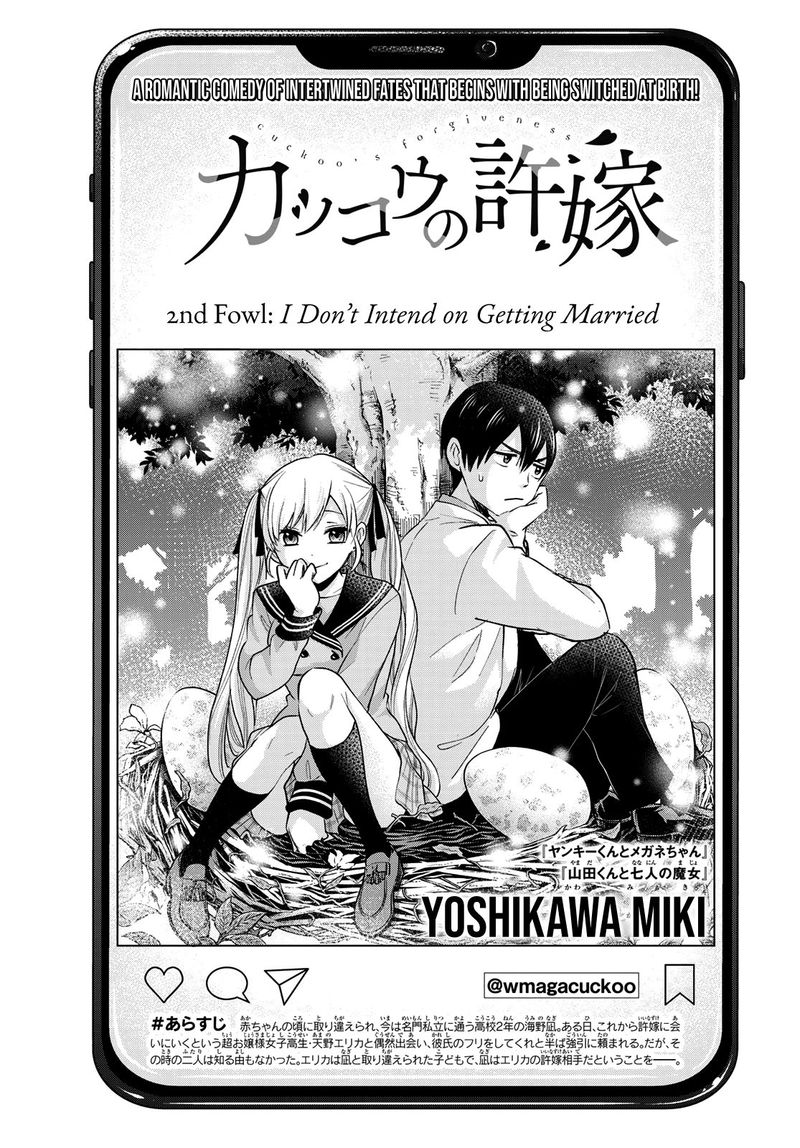 A ROMANTIC COMEDY OF INTERTWINED FATES THAT BEGINS WITH BEING SWITCHED AT BIRTH!
cuckoo's forgiveness
カッコウの許嫁
2nd Fowl: I Don't Intend on Getting Married
『ヤンキーくんとメガネちゃん』
『山田くんと七人の魔女』
YOSHIKAWA MIKI
@wmagacuckoo
#あらすじ 赤ちゃんの頃に取り違えられ、今は名門私立に通う高校2年の海野凪。ある日、これから許嫁に会
いにいくという超お嬢様女子高生・天野エリカと偶然出会い、彼氏のフリをしてくれと半ば強引に頼まれる。だが、そ
の時の二人は知る由もなかった。エリカは凪と取り違えられた子どもで、凪はエリカの許嫁相手だということを――。